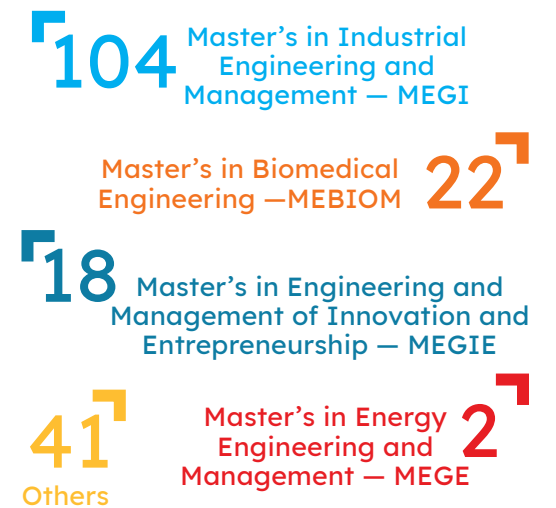 104
Master’s in Industrial
Engineering and
Management — MEGI
Master’s in Biomedical
Engineering —MEBIOM
22
18
Master’s in Engineering and
Management of Innovation and
Entrepreneurship — MEGIE
41
Others
Master’s in Energy
Engineering and
Management — MEGE
2